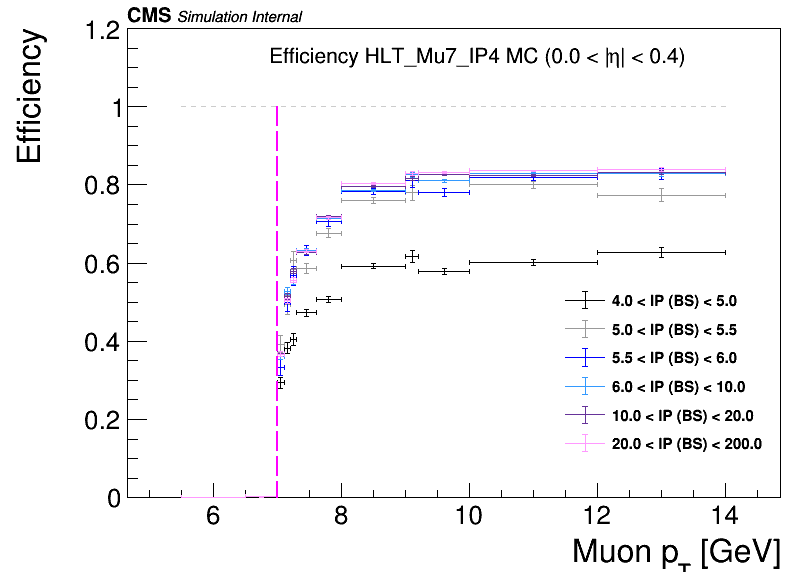 CMS Simulation Internal
Efficiency HLT_Mu7_IP4 MC (0.0 < |η| < 0.4)
Efficiency
1.2
1
0.8
0.6
0.4
0.2
0
4.0 < IP (BS) < 5.0
5.0 < IP (BS) < 5.5
5.5 < IP (BS) < 6.0
6.0 < IP (BS) < 10.0
10.0 < IP (BS) < 20.0
20.0 < IP (BS) < 200.0
6 8 10 12 14
Muon p_T [GeV]